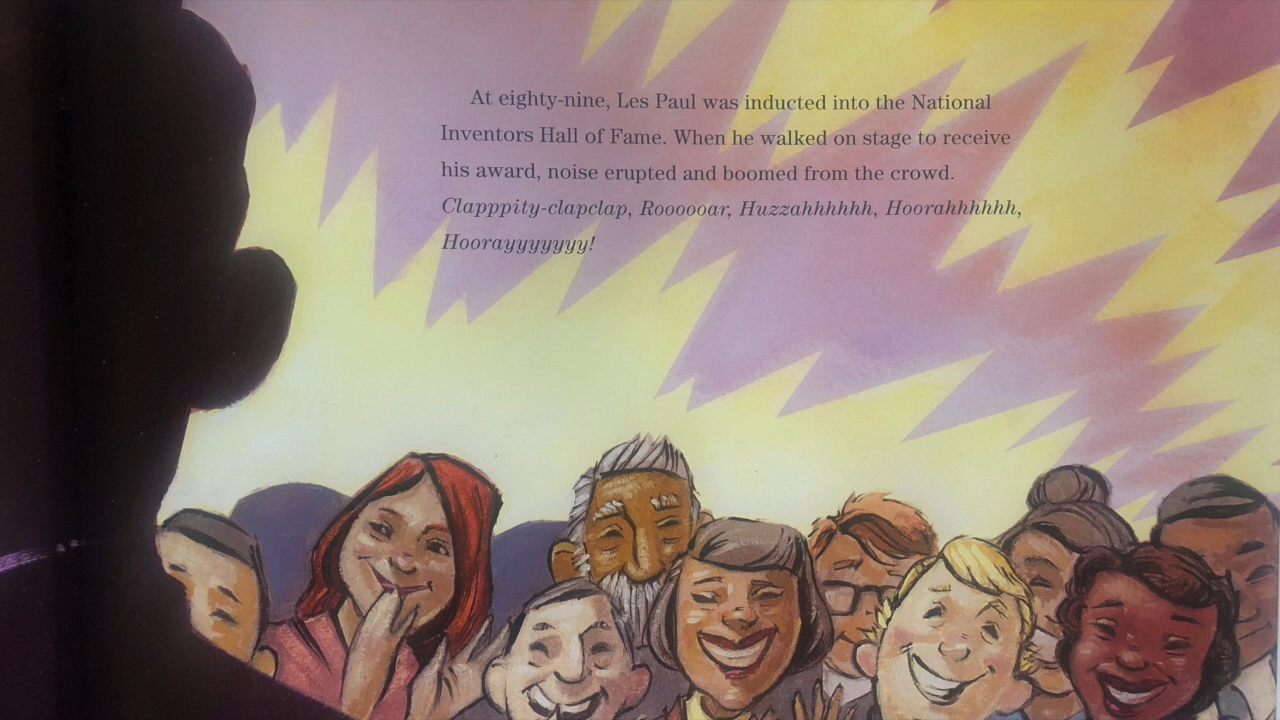 At eighty-nine, Les Paul was inducted into the National
Inventors Hall of Fame. When he walked on stage to receive
his award, noise erupted and boomed from the crowd.
Clapppity-clapclap, Roooooar, Huzzahhhhhh, Hoorahhhhhh,
Hoorayyyyyyy!